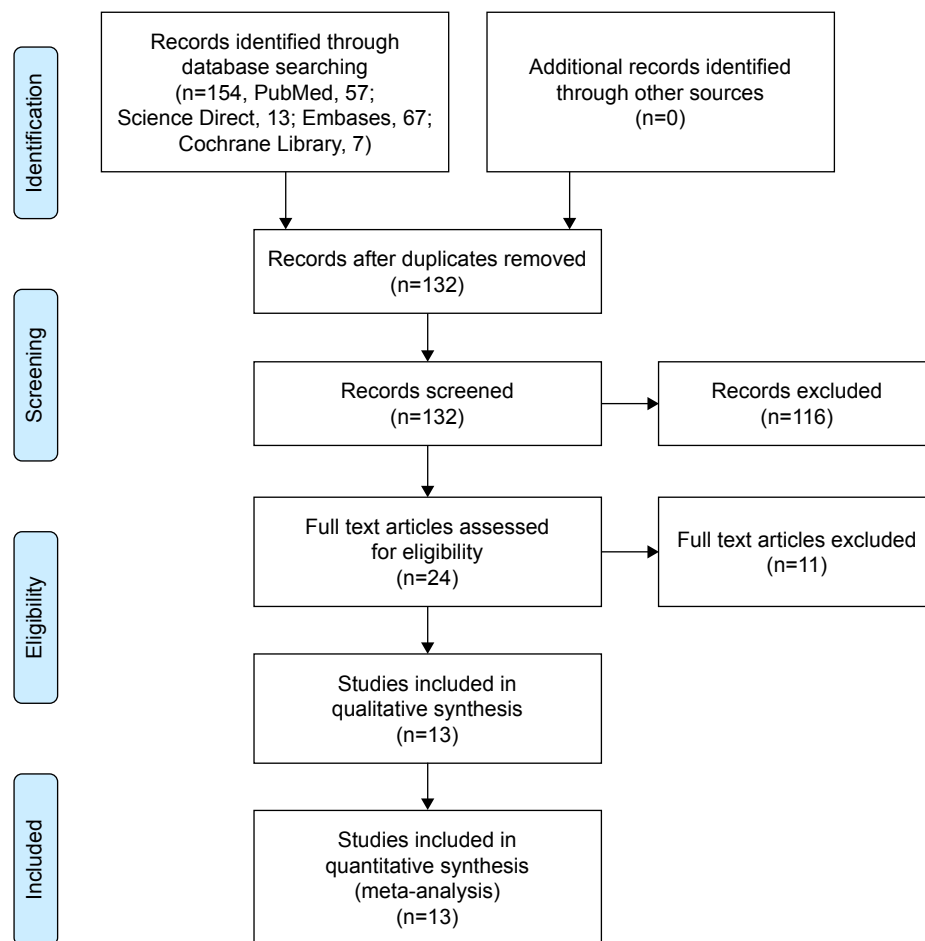 Identification
Records identified through
database searching
(n=154, PubMed, 57;
Science Direct, 13; Embases, 67;
Cochrane Library, 7)
Additional records identified
through other sources
(n=0)
Records after duplicates removed
(n=132)
Screening
Records screened
(n=132)
Records excluded
(n=116)
Eligibility
Full text articles assessed
for eligibility
(n=24)
Full text articles excluded
(n=11)
Studies included in
qualitative synthesis
(n=13)
Included
Studies included in
quantitative synthesis
(meta-analysis)
(n=13)